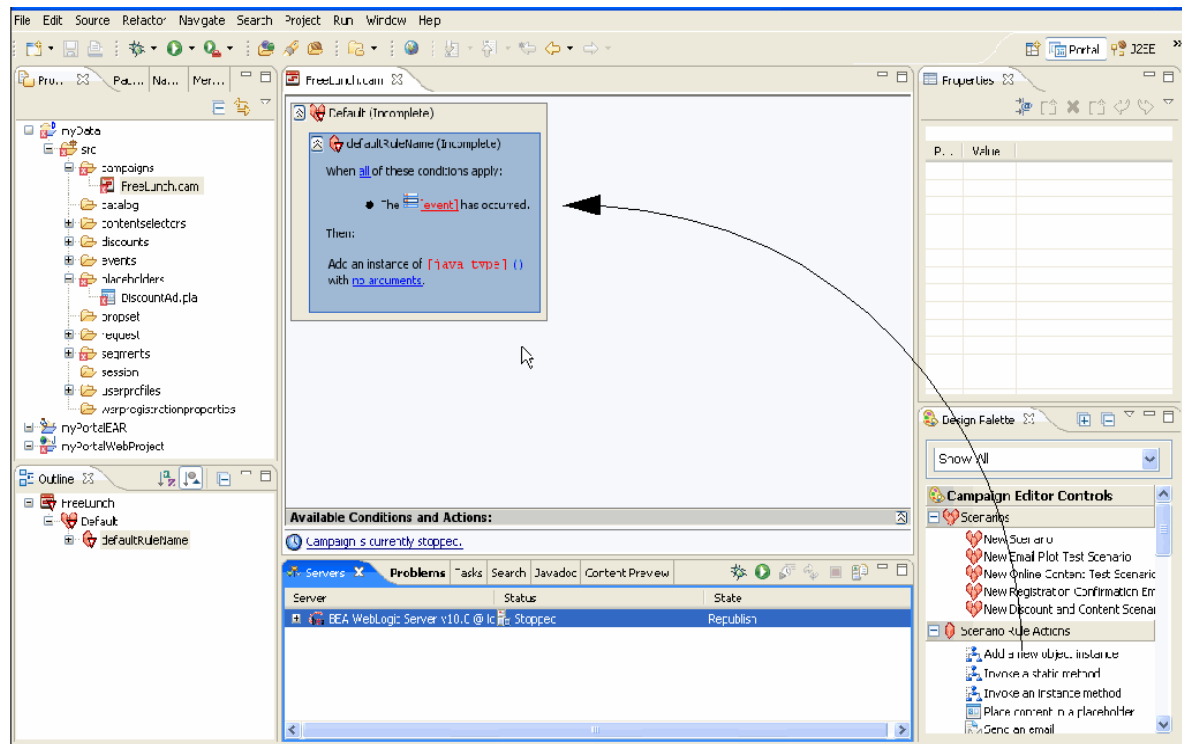 File Edit Source Refactor Navigate Search Project Run Window Help
Portal J2EE »
Pro... Pac... Na... Mer...
myData
src
campaigns
FreeLunch.cam
catalog
contentselectors
discounts
events
placeholders
DiscountAd.pla
propset
request
segments
session
userprofiles
wsrpregistrationproperties
myPortalEAR
myPortalWebProject
Outline
FreeLunch
Default
defaultRuleName
FreeLunch.cam
Default (Incomplete)
defaultRuleName (Incomplete)
When all of these conditions apply:
The [event] has occurred.
Then:
Add an instance of [java type] ()
with no arguments.
Available Conditions and Actions:
Campaign is currently stopped.
Servers Problems Tasks Search Javadoc Content Preview
Server Status State
BEA WebLogic Server v10.0 @ lo Stopped Republish
Properties
P... Value
Design Palette
Show All
Campaign Editor Controls
Scenarios
New Scenario
New Email Plot Test Scenario
New Online Content Test Scenaric
New Registration Confirmation Em
New Discount and Content Scenar
Scenario Rule Actions
Add a new object instance
Invoke a static method
Invoke an instance method
Place content in a placeholder
Send an email